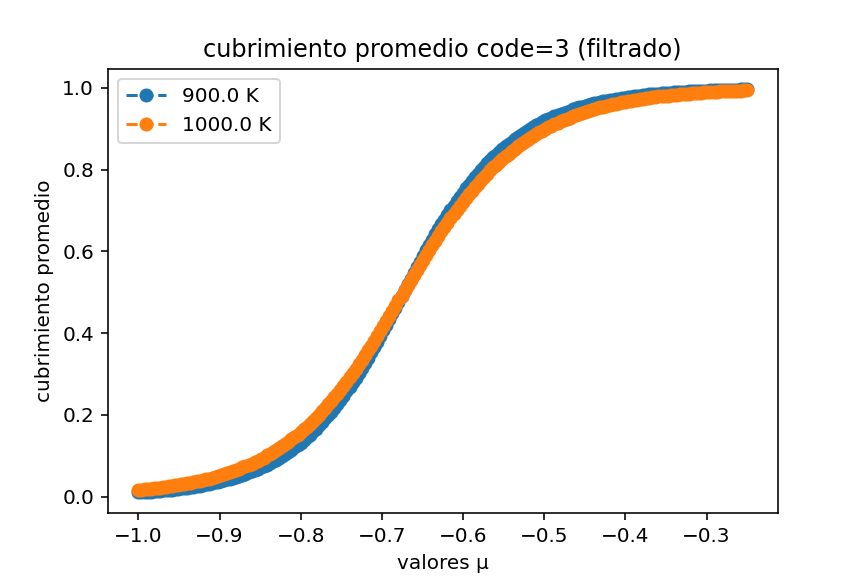 cubrimiento promedio code=3 (filtrado)
900.0 K
1000.0 K
cubrimiento promedio
1.0
0.8
0.6
0.4
0.2
0.0
−1.0 −0.9 −0.8 −0.7 −0.6 −0.5 −0.4 −0.3
valores μ